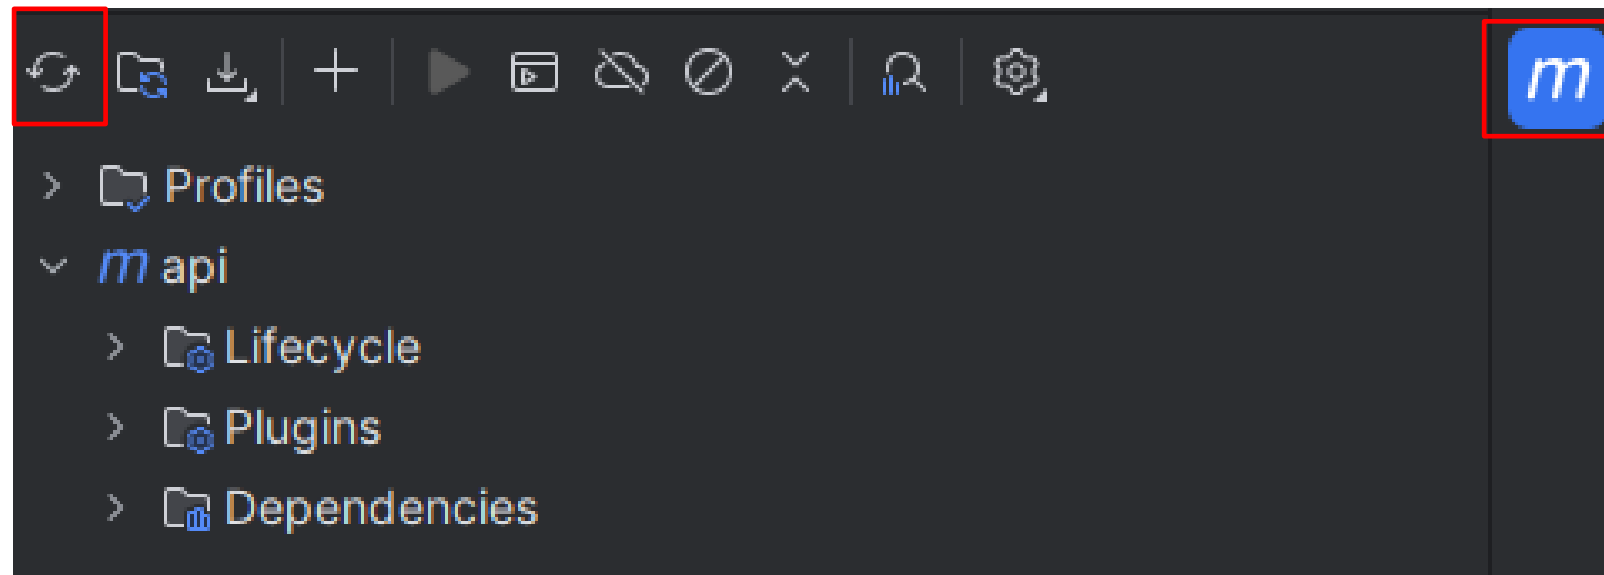 m
Profiles
m api
Lifecycle
Plugins
Dependencies